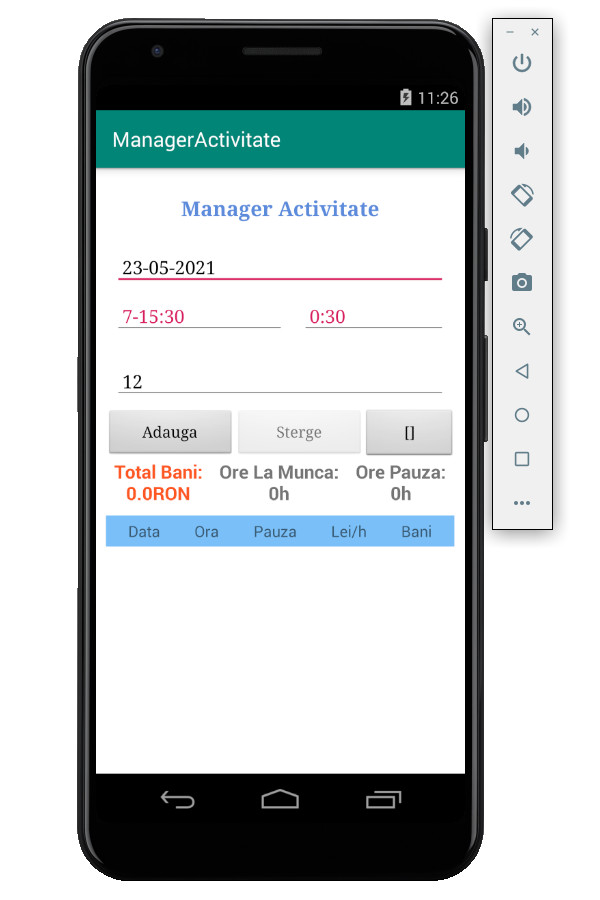 11:26
ManagerActivitate
Manager Activitate
23-05-2021
7-15:30 0:30
12
Adauga Sterge []
Total Bani: Ore La Munca: Ore Pauza:
0.0RON 0h 0h
Data Ora Pauza Lei/h Bani